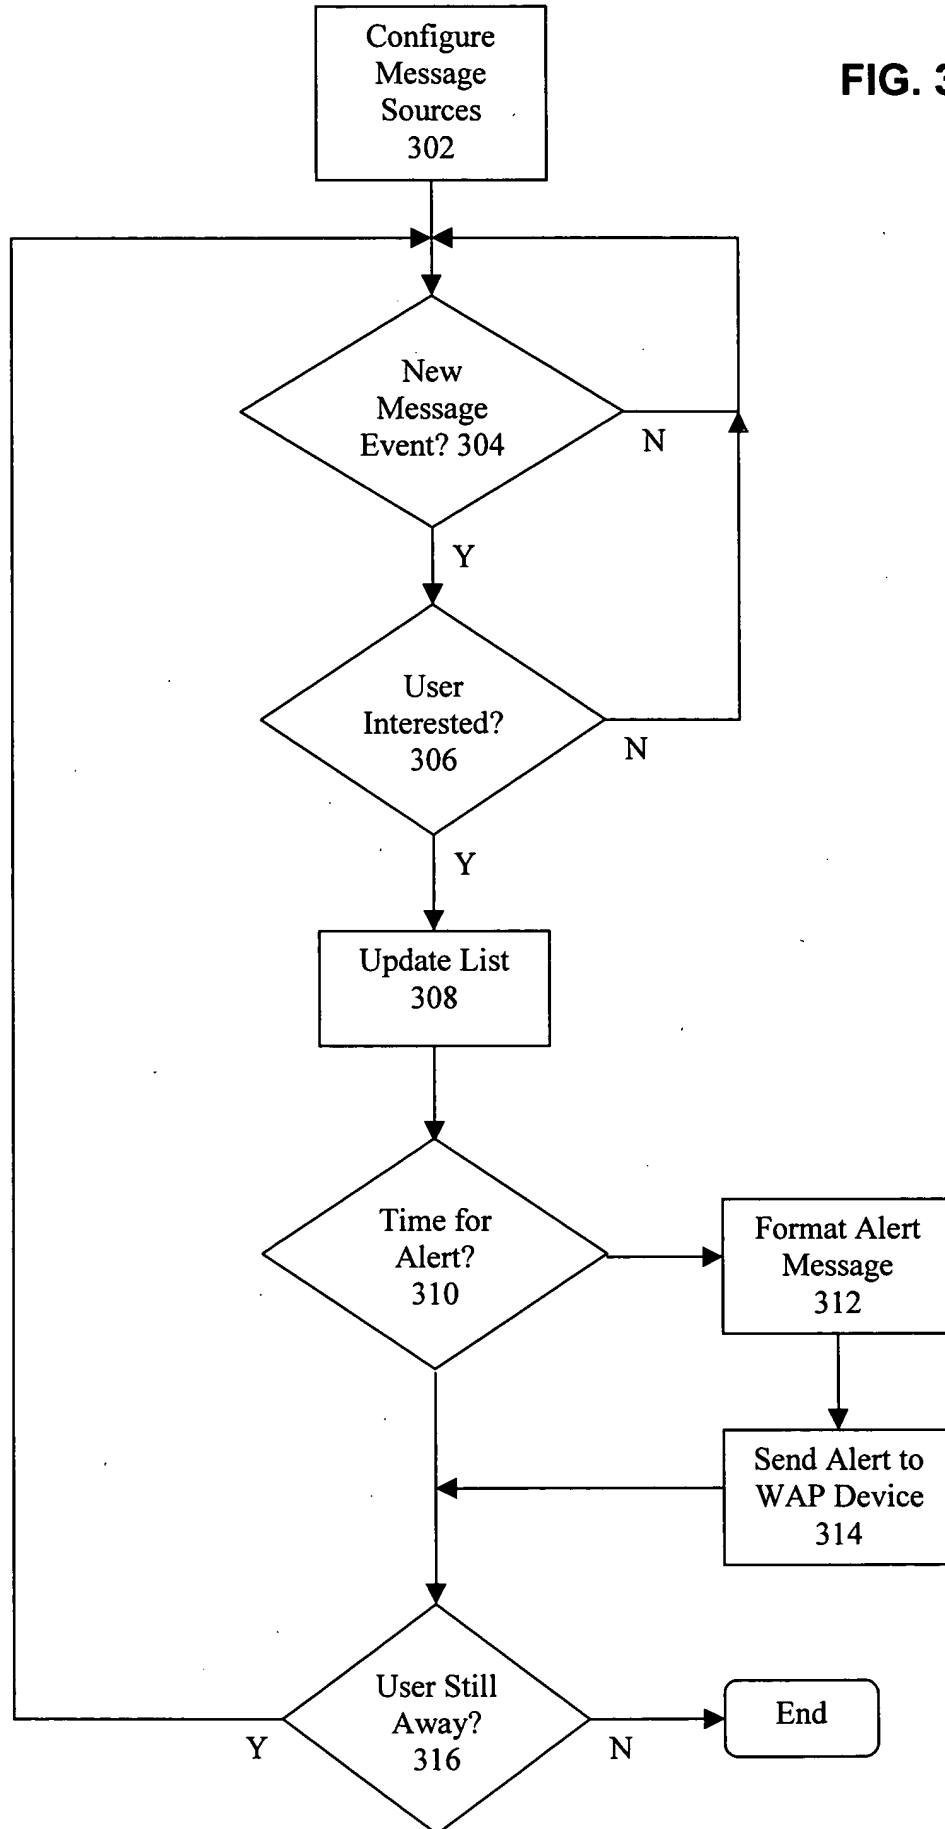 Configure
Message
Sources
302
FIG. 3
New
Message
Event? 304
N
Y
User
Interested?
306
N
Y
Update List
308
Time for
Alert?
310
Format Alert
Message
312
Send Alert to
WAP Device
314
User Still
Away?
316
Y
N
End